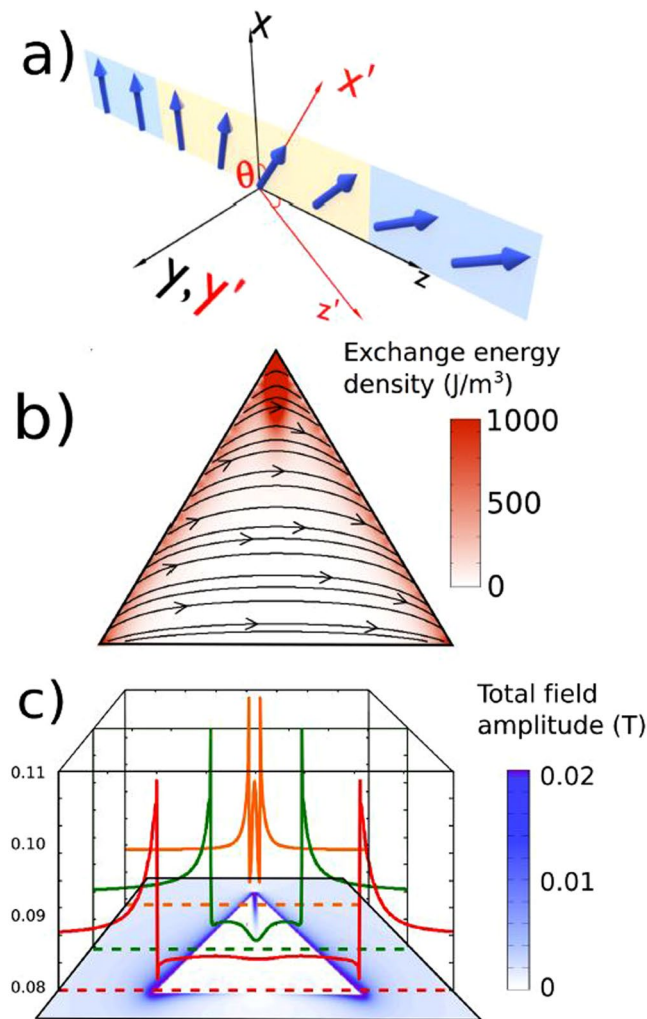 a)
x
x'
θ
y, y'
z'
z
b)
Exchange energy
density (J/m³)
1000
500
0
c)
Total field
amplitude (T)
0.11
0.10
0.09
0.08
0.02
0.01
0